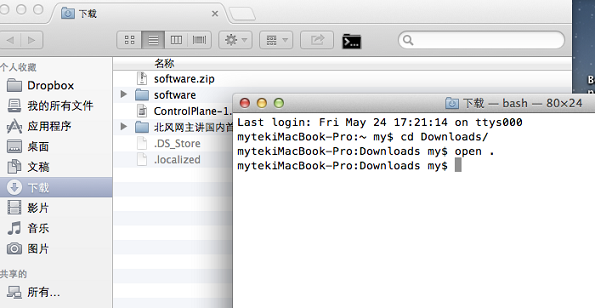 下载
名称
个人收藏
Dropbox
我的所有文件
应用程序
桌面
文稿
下载
影片
音乐
图片
共享的
所有...
software.zip
software
ControlPlane-1.
北风网主讲国内首
.DS_Store
.localized
下载 — bash — 80×24
Last login: Fri May 24 17:21:14 on ttys000
mytekiMacBook-Pro:~ my$ cd Downloads/
mytekiMacBook-Pro:Downloads my$ open .
mytekiMacBook-Pro:Downloads my$